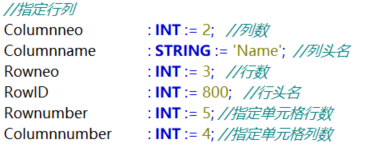 //指定行列
Columnneo : INT := 2; //列数
Columnname : STRING := 'Name'; //列头名
Rowneo : INT := 3; //行数
RowID : INT := 800; //行头名
Rownumber : INT := 5; //指定单元格行数
Columnnumber : INT := 4; //指定单元格列数